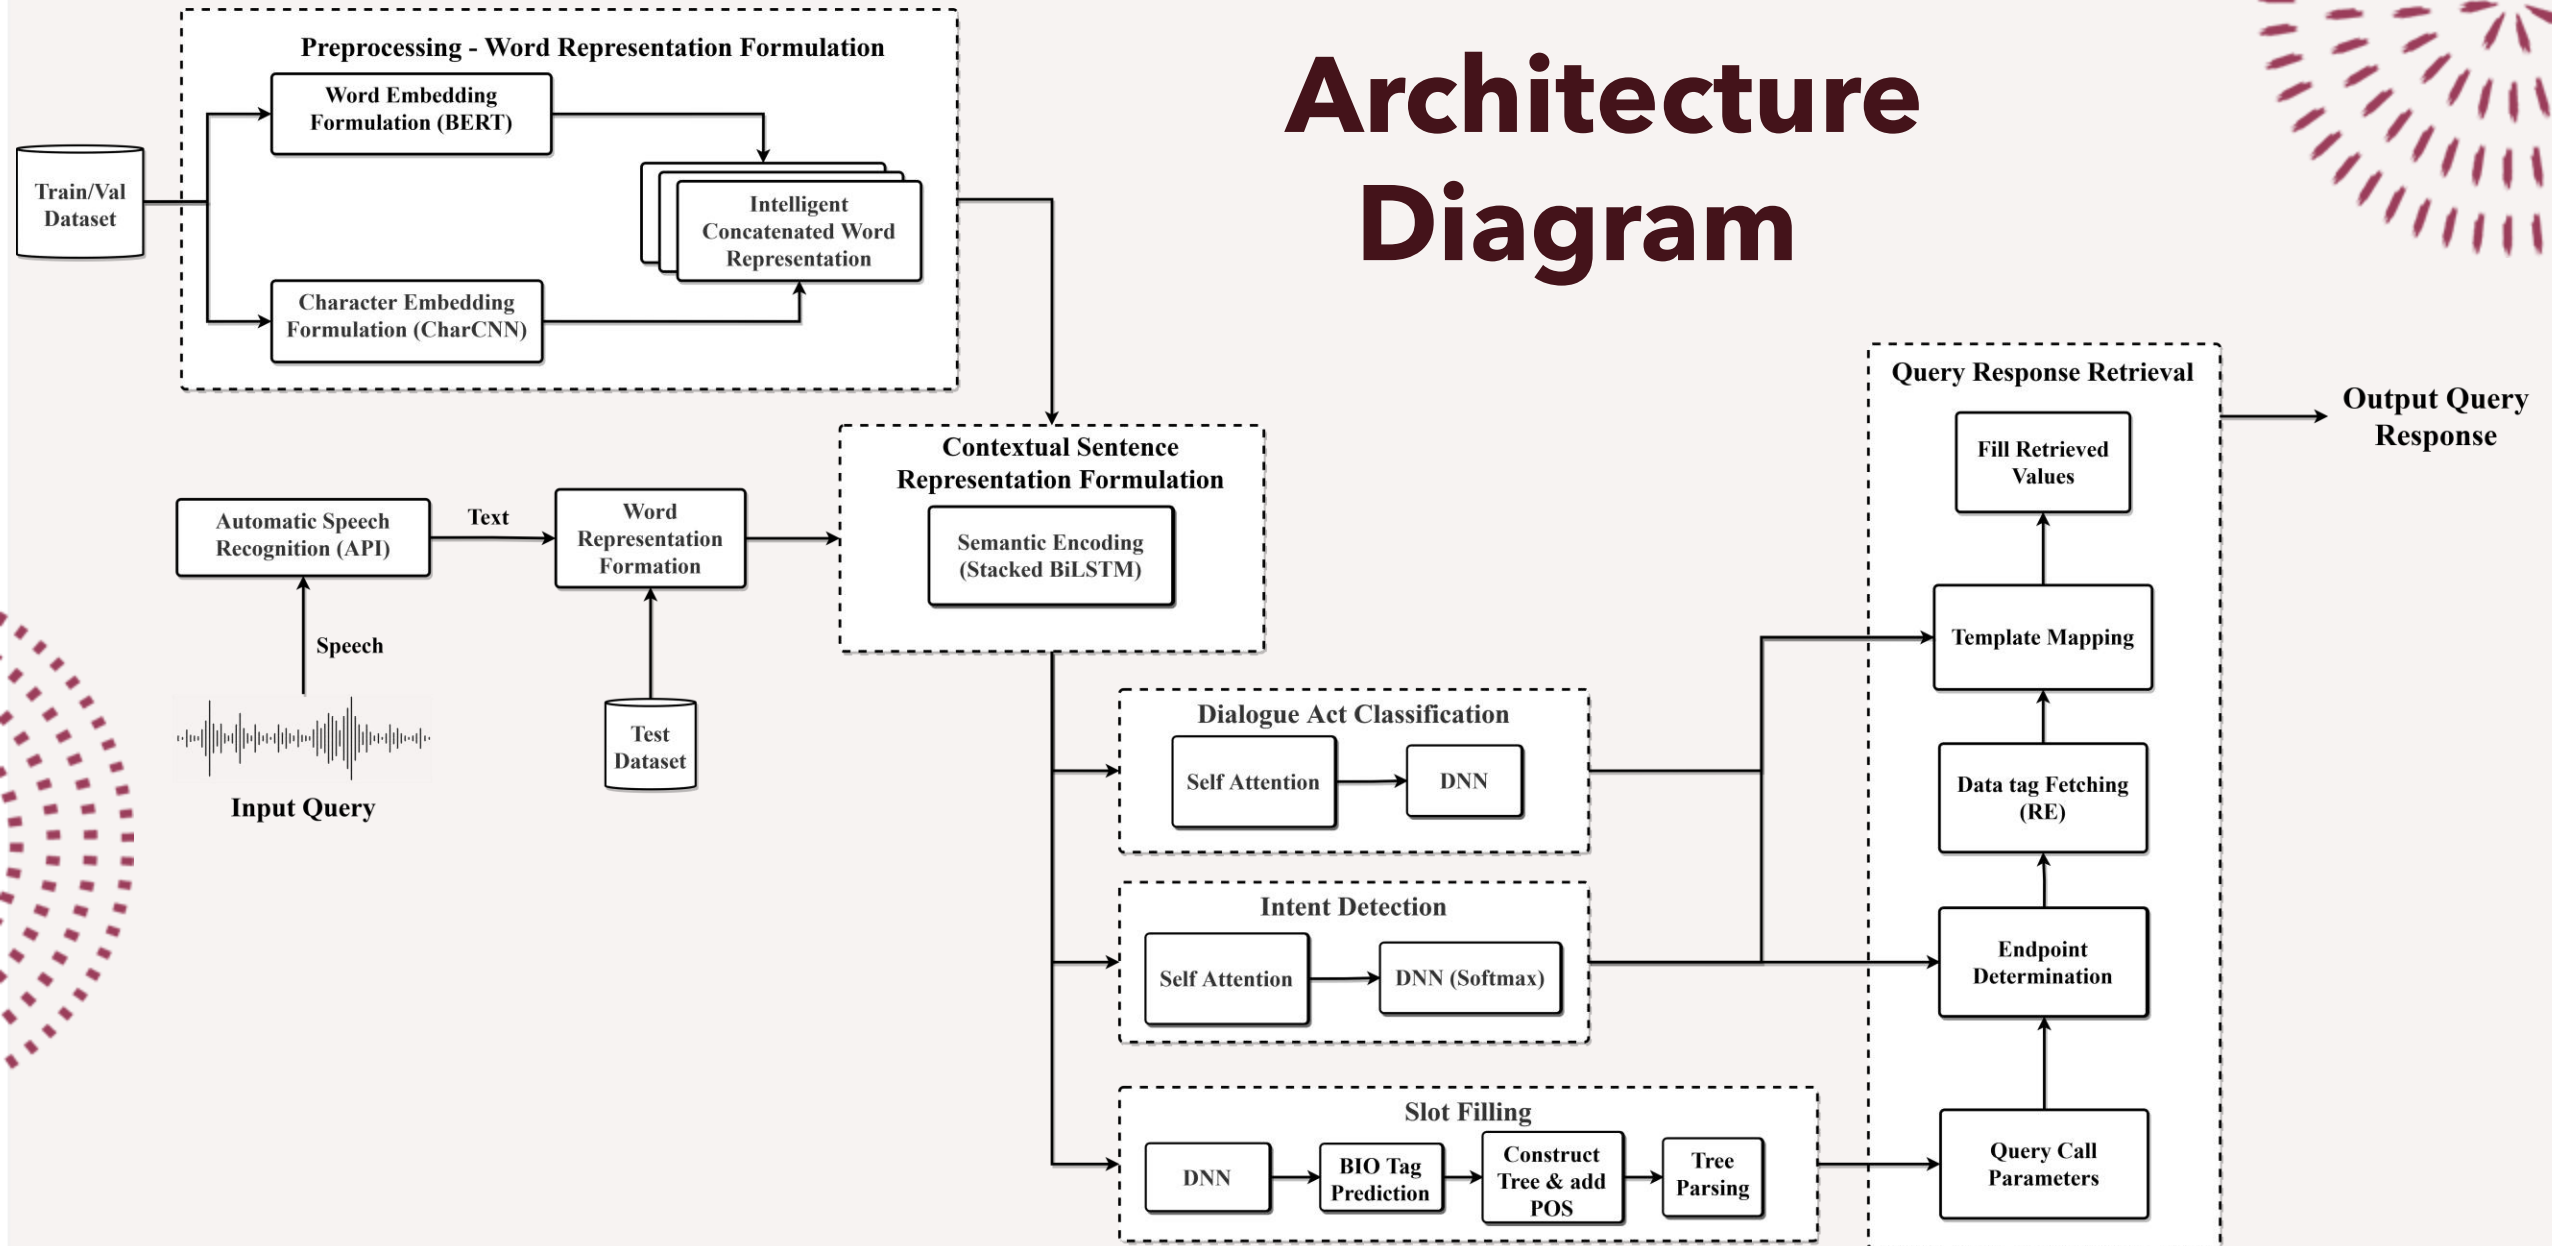 Architecture
Diagram
Preprocessing - Word Representation Formulation
Word Embedding
Formulation (BERT)
Train/Val
Dataset
Intelligent
Concatenated Word
Representation
Character Embedding
Formulation (CharCNN)
Contextual Sentence
Representation Formulation
Semantic Encoding
(Stacked BiLSTM)
Automatic Speech
Recognition (API)
Text
Word
Representation
Formation
Speech
Input Query
Test
Dataset
Dialogue Act Classification
Self Attention
DNN
Intent Detection
Self Attention
DNN (Softmax)
Slot Filling
DNN
BIO Tag
Prediction
Construct
Tree & add
POS
Tree
Parsing
Query Response Retrieval
Fill Retrieved
Values
Template Mapping
Data tag Fetching
(RE)
Endpoint
Determination
Query Call
Parameters
Output Query
Response